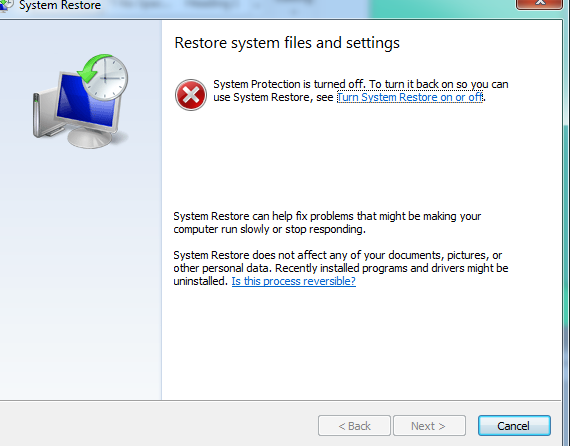 System Restore
Restore system files and settings
System Protection is turned off. To turn it back on so you can
use System Restore, see Turn System Restore on or off.
System Restore can help fix problems that might be making your
computer run slowly or stop responding.
System Restore does not affect any of your documents, pictures, or
other personal data. Recently installed programs and drivers might be
uninstalled. Is this process reversible?
< Back
Next >
Cancel